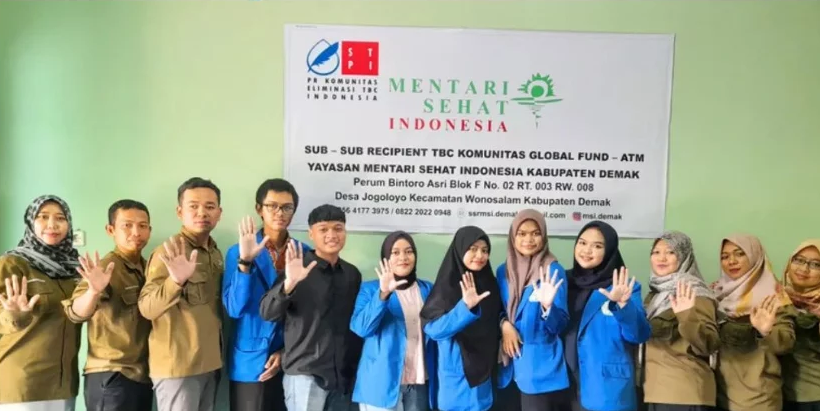 S T
P I
PR KOMUNITAS
ELIMINASI TBC
INDONESIA
MENTARI
SEHAT
INDONESIA
SUB – SUB RECIPIENT TBC KOMUNITAS GLOBAL FUND – ATM
YAYASAN MENTARI SEHAT INDONESIA KABUPATEN DEMAK
Perum Bintoro Asri Blok F No. 02 RT. 003 RW. 008
Desa Jogoloyo Kecamatan Wonosalam Kabupaten Demak
56 4177 3975 / 0822 2022 0948 msi.demak